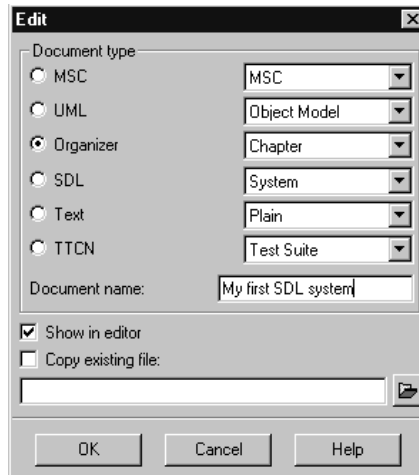 Edit
Document type
MSC MSC
UML Object Model
Organizer Chapter
SDL System
Text Plain
TTCN Test Suite
Document name: My first SDL system
Show in editor
Copy existing file:
OK Cancel Help